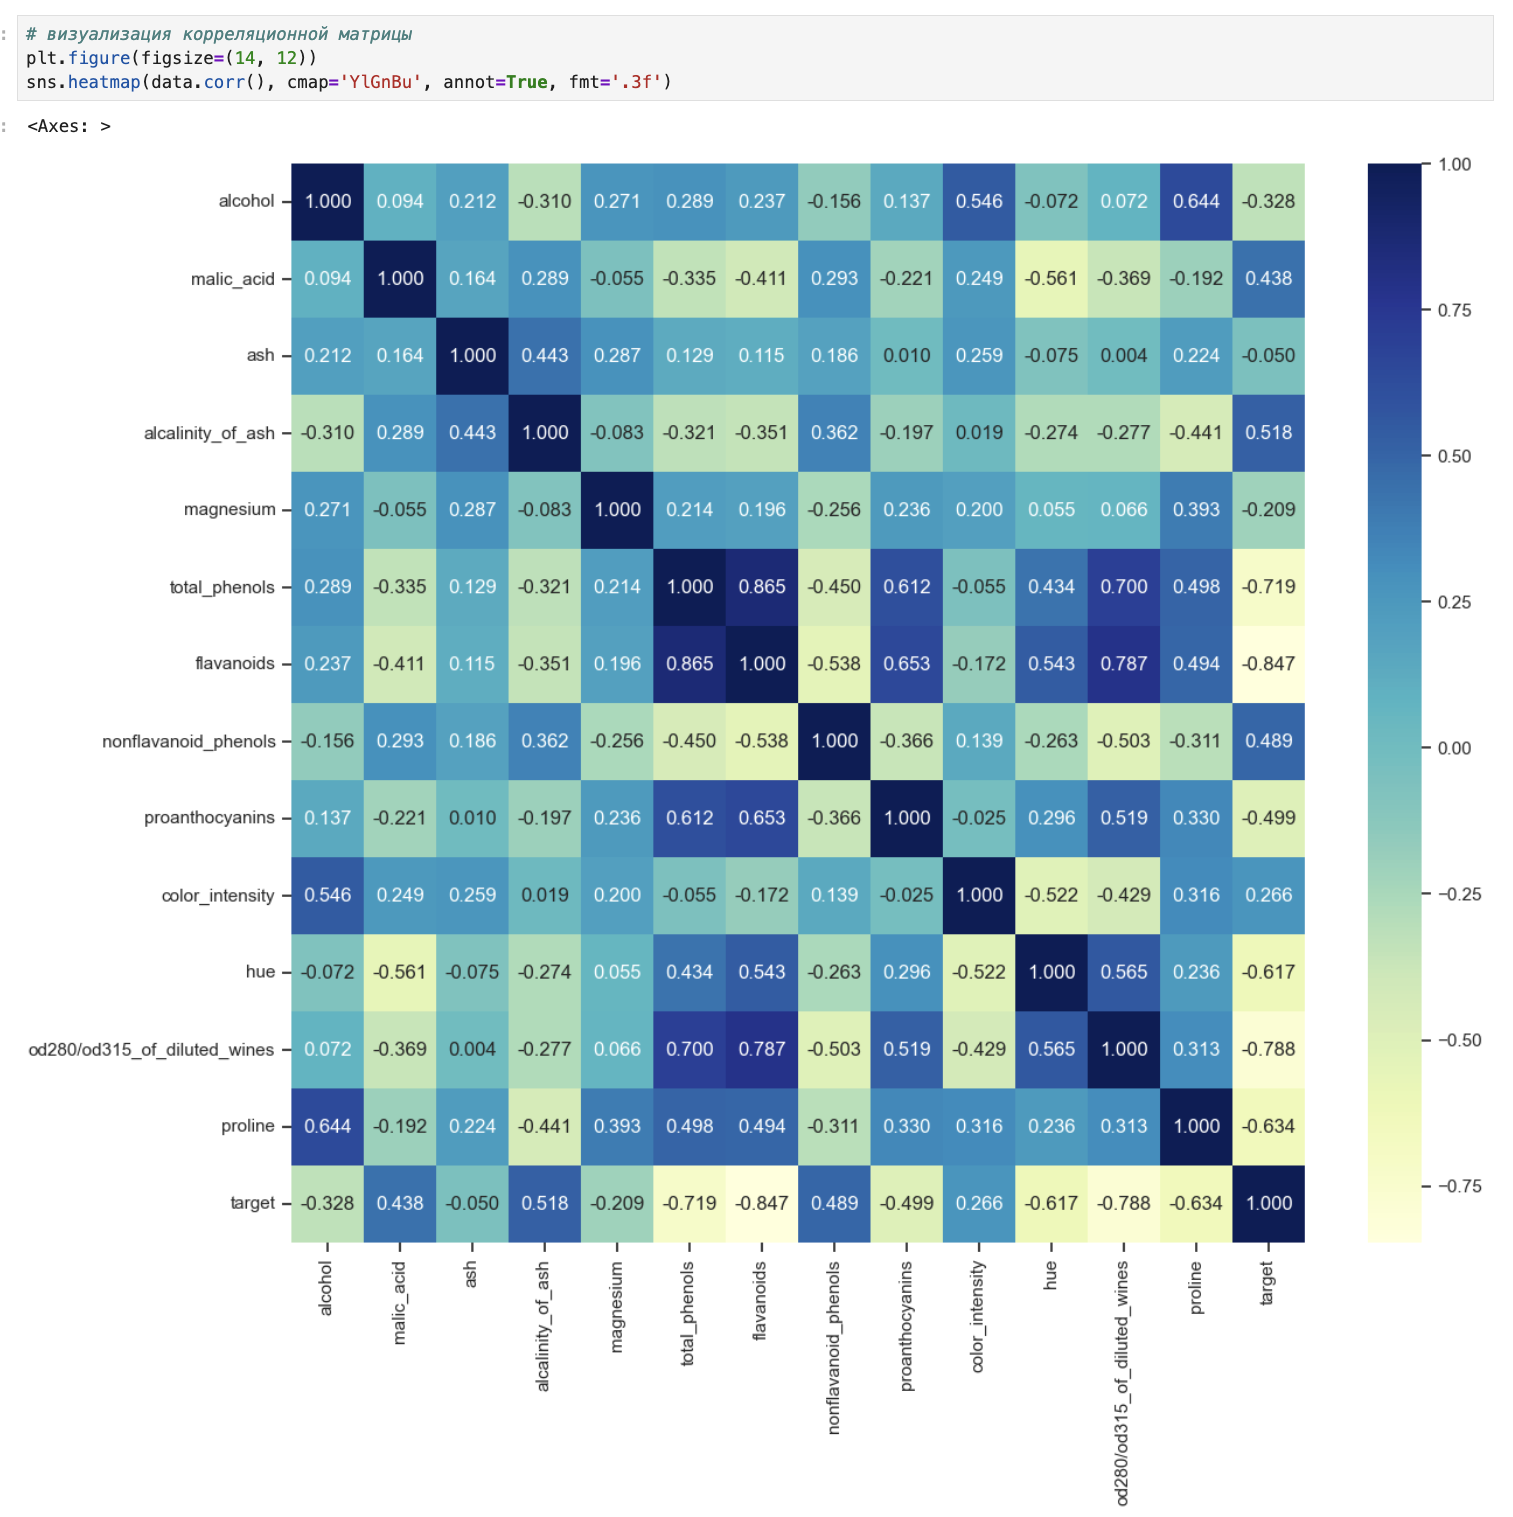 # визуализация корреляционной матрицы
plt.figure(figsize=(14, 12))
sns.heatmap(data.corr(), cmap='YlGnBu', annot=True, fmt='.3f')
<Axes: >
alcohol 1.000 0.094 0.212 -0.310 0.271 0.289 0.237 -0.156 0.137 0.546 -0.072 0.072 0.644 -0.328
malic_acid 0.094 1.000 0.164 0.289 -0.055 -0.335 -0.411 0.293 -0.221 0.249 -0.561 -0.369 -0.192 0.438
ash 0.212 0.164 1.000 0.443 0.287 0.129 0.115 0.186 0.010 0.259 -0.075 0.004 0.224 -0.050
alcalinity_of_ash -0.310 0.289 0.443 1.000 -0.083 -0.321 -0.351 0.362 -0.197 0.019 -0.274 -0.277 -0.441 0.518
magnesium 0.271 -0.055 0.287 -0.083 1.000 0.214 0.196 -0.256 0.236 0.200 0.055 0.066 0.393 -0.209
total_phenols 0.289 -0.335 0.129 -0.321 0.214 1.000 0.865 -0.450 0.612 -0.055 0.434 0.700 0.498 -0.719
flavanoids 0.237 -0.411 0.115 -0.351 0.196 0.865 1.000 -0.538 0.653 -0.172 0.543 0.787 0.494 -0.847
nonflavanoid_phenols -0.156 0.293 0.186 0.362 -0.256 -0.450 -0.538 1.000 -0.366 0.139 -0.263 -0.503 -0.311 0.489
proanthocyanins 0.137 -0.221 0.010 -0.197 0.236 0.612 0.653 -0.366 1.000 -0.025 0.296 0.519 0.330 -0.499
color_intensity 0.546 0.249 0.259 0.019 0.200 -0.055 -0.172 0.139 -0.025 1.000 -0.522 -0.429 0.316 0.266
hue -0.072 -0.561 -0.075 -0.274 0.055 0.434 0.543 -0.263 0.296 -0.522 1.000 0.565 0.236 -0.617
od280/od315_of_diluted_wines 0.072 -0.369 0.004 -0.277 0.066 0.700 0.787 -0.503 0.519 -0.429 0.565 1.000 0.313 -0.788
proline 0.644 -0.192 0.224 -0.441 0.393 0.498 0.494 -0.311 0.330 0.316 0.236 0.313 1.000 -0.634
target -0.328 0.438 -0.050 0.518 -0.209 -0.719 -0.847 0.489 -0.499 0.266 -0.617 -0.788 -0.634 1.000
alcohol
malic_acid
ash
alcalinity_of_ash
magnesium
total_phenols
flavanoids
nonflavanoid_phenols
proanthocyanins
color_intensity
hue
od280/od315_of_diluted_wines
proline
target
1.00
0.75
0.50
0.25
0.00
−0.25
−0.50
−0.75